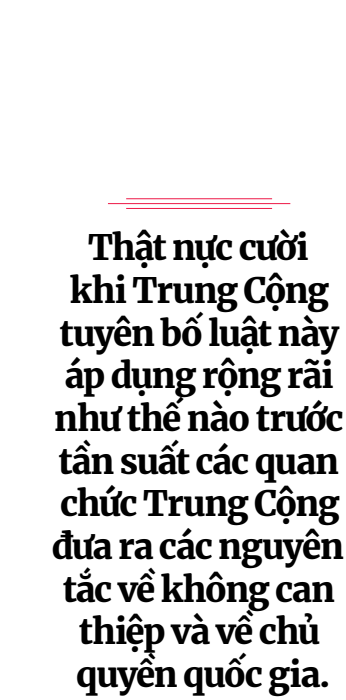 Thật nực cười
khi Trung Cộng
tuyên bố luật này
áp dụng rộng rãi
như thế nào trước
tần suất các quan
chức Trung Cộng
đưa ra các nguyên
tắc về không can
thiệp và về chủ
quyền quốc gia.